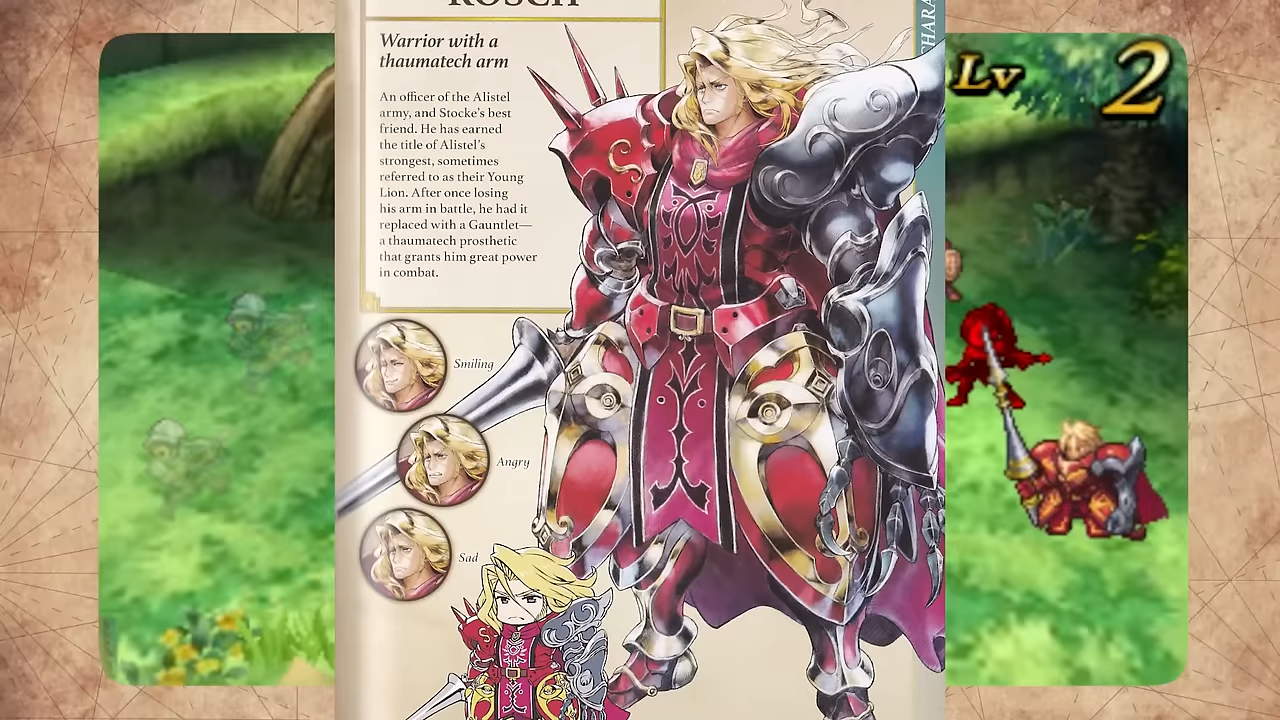 ROSCH
CHARA
Warrior with a
thaumatech arm
An officer of the Alistel
army, and Stocke's best
friend. He has earned
the title of Alistel's
strongest, sometimes
referred to as their Young
Lion. After once losing
his arm in battle, he had it
replaced with a Gauntlet—
a thaumatech prosthetic
that grants him great power
in combat.
Smiling
Angry
Sad
Lv 2